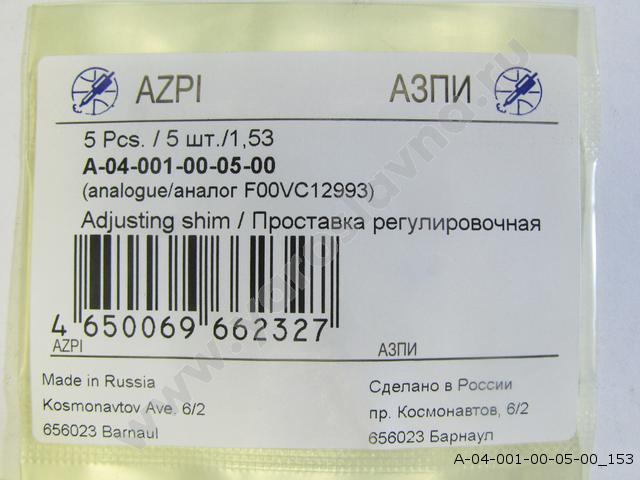 AZPI
АЗПИ
5 Pcs. / 5 шт./1,53
A-04-001-00-05-00
(analogue/аналог F00VC12993)
Adjusting shim / Проставка регулировочная
4 650069 662327
AZPI
АЗПИ
Made in Russia
Kosmonavtov Ave. 6/2
656023 Barnaul
Сделано в России
пр. Космонавтов, 6/2
656023 Барнаул
A-04-001-00-05-00_153